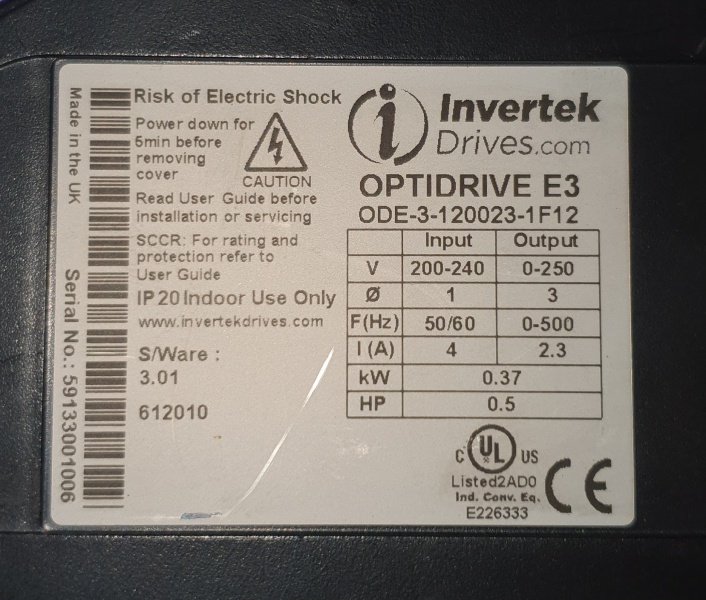 Made in the UK
Serial No.: 59133001006
Risk of Electric Shock
Power down for
5min before
removing
cover
CAUTION
Read User Guide before
installation or servicing
SCCR: For rating and
protection refer to
User Guide
IP20 Indoor Use Only
www.invertekdrives.com
S/Ware :
3.01
612010
i Invertek
Drives.com
OPTIDRIVE E3
ODE-3-120023-1F12
Input Output
V 200-240 0-250
Ø 1 3
F(Hz) 50/60 0-500
I (A) 4 2.3
kW 0.37
HP 0.5
C UL US
Listed2AD0
Ind. Conv. Eq.
E226333
CE